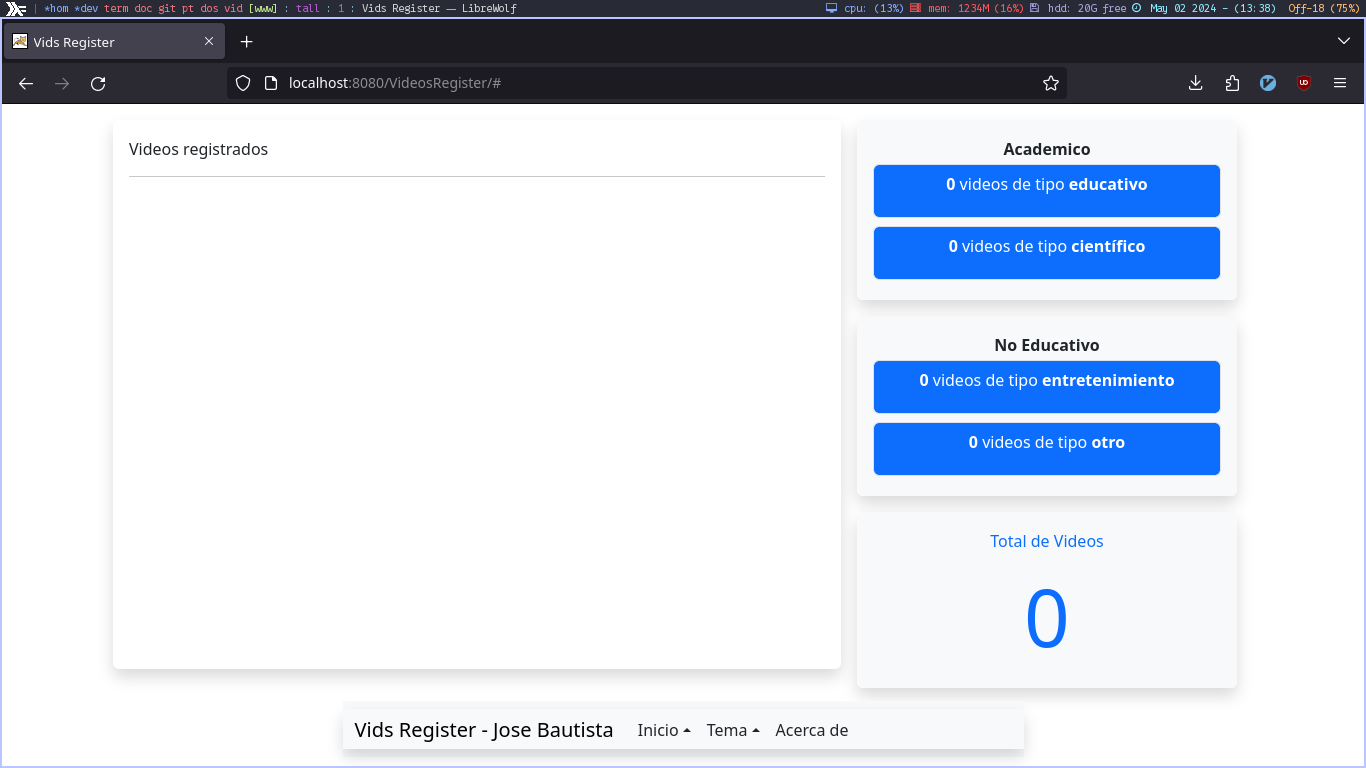 *hom *dev term doc git pt dos vid [www] : tall : 1 : Vids Register — LibreWolf cpu: (13%) mem: 1234M (16%) hdd: 20G free May 02 2024 - (13:38) Off-18 (75%)
Vids Register
localhost:8080/VideosRegister/#
Videos registrados
Academico
0 videos de tipo educativo
0 videos de tipo científico
No Educativo
0 videos de tipo entretenimiento
0 videos de tipo otro
Total de Videos
0
Vids Register - Jose Bautista Inicio Tema Acerca de